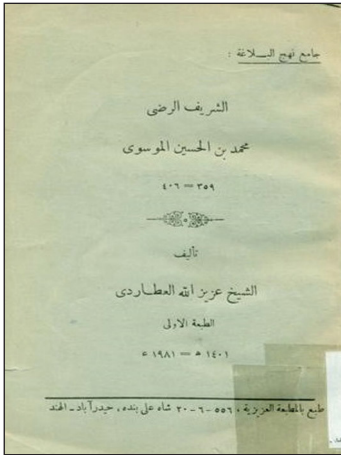 جامع نهج البــلاغة :
الشريف الرضى
محمد بن الحسين الموسوى
٣٥٩ = ٤٠٦
تأليف
الشيخ عزيز الله العطاردى
الطبعة الاولى
١٤٠١ ه = ١٩٨١ ء
طبع بالمطبعة العزيزية ، ٥٥٦-٦-٢٠ شاه على بنده ، حيدرآباد ـ الهند